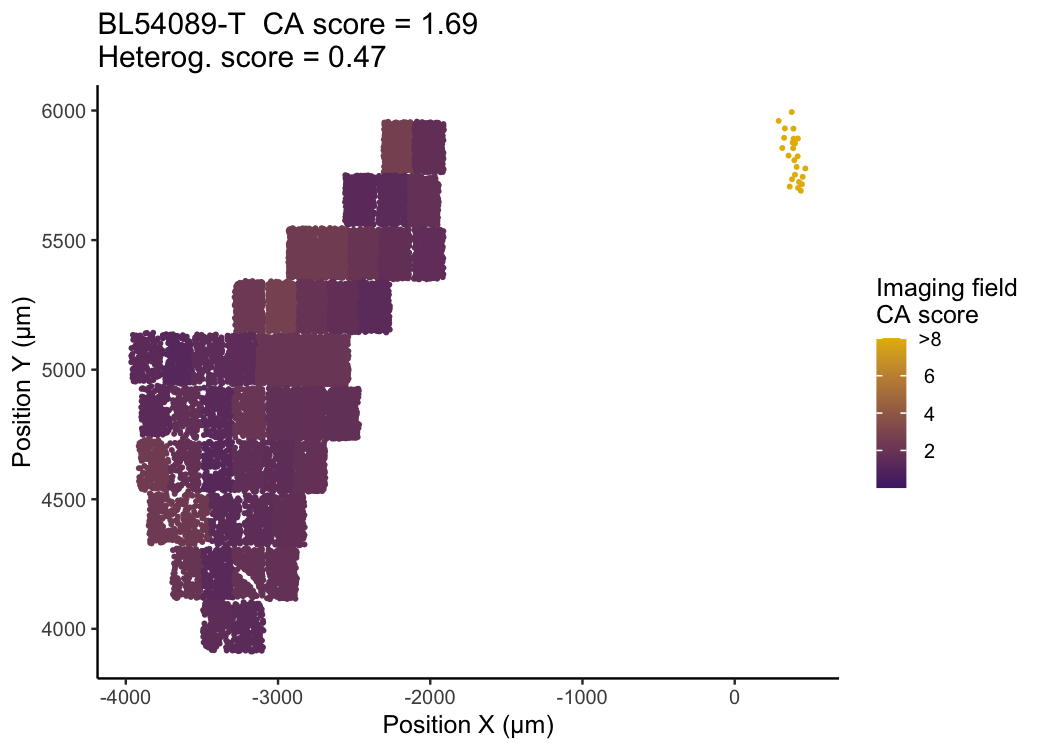 BL54089-T  CA score = 1.69
Heterog. score = 0.47
6000
5500
5000
4500
4000
Position Y (µm)
-4000
-3000
-2000
-1000
0
Position X (µm)
Imaging field
CA score
>8
6
4
2